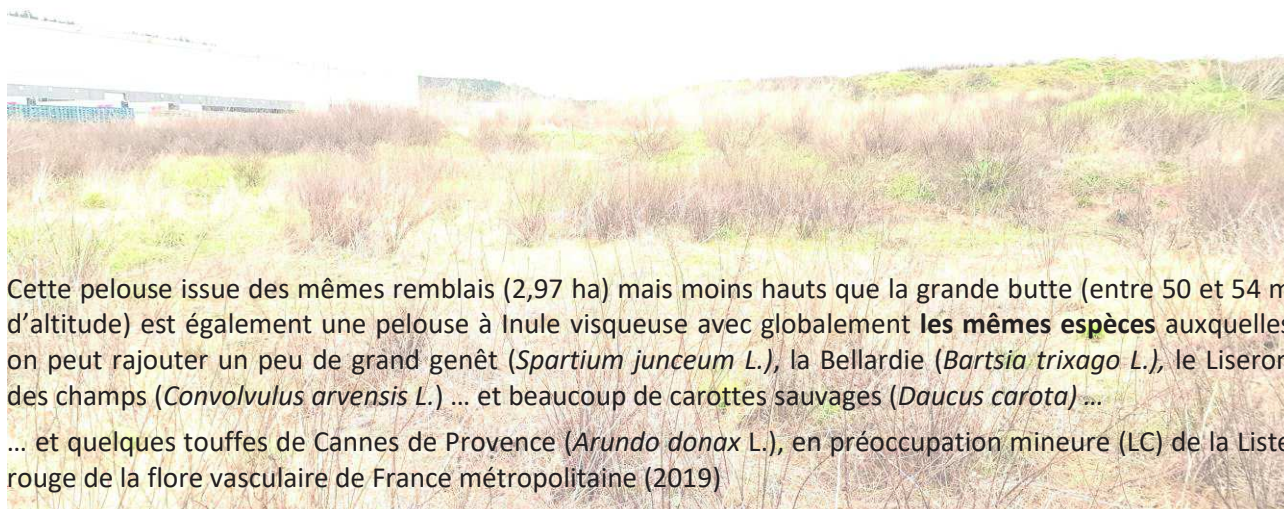 Cette pelouse issue des mêmes remblais (2,97 ha) mais moins hauts que la grande butte (entre 50 et 54 m
d’altitude) est également une pelouse à Inule visqueuse avec globalement les mêmes espèces auxquelles
on peut rajouter un peu de grand genêt (Spartium junceum L.), la Bellardie (Bartsia trixago L.), le Liseron
des champs (Convolvulus arvensis L.) … et beaucoup de carottes sauvages (Daucus carota) …
… et quelques touffes de Cannes de Provence (Arundo donax L.), en préoccupation mineure (LC) de la Liste
rouge de la flore vasculaire de France métropolitaine (2019)